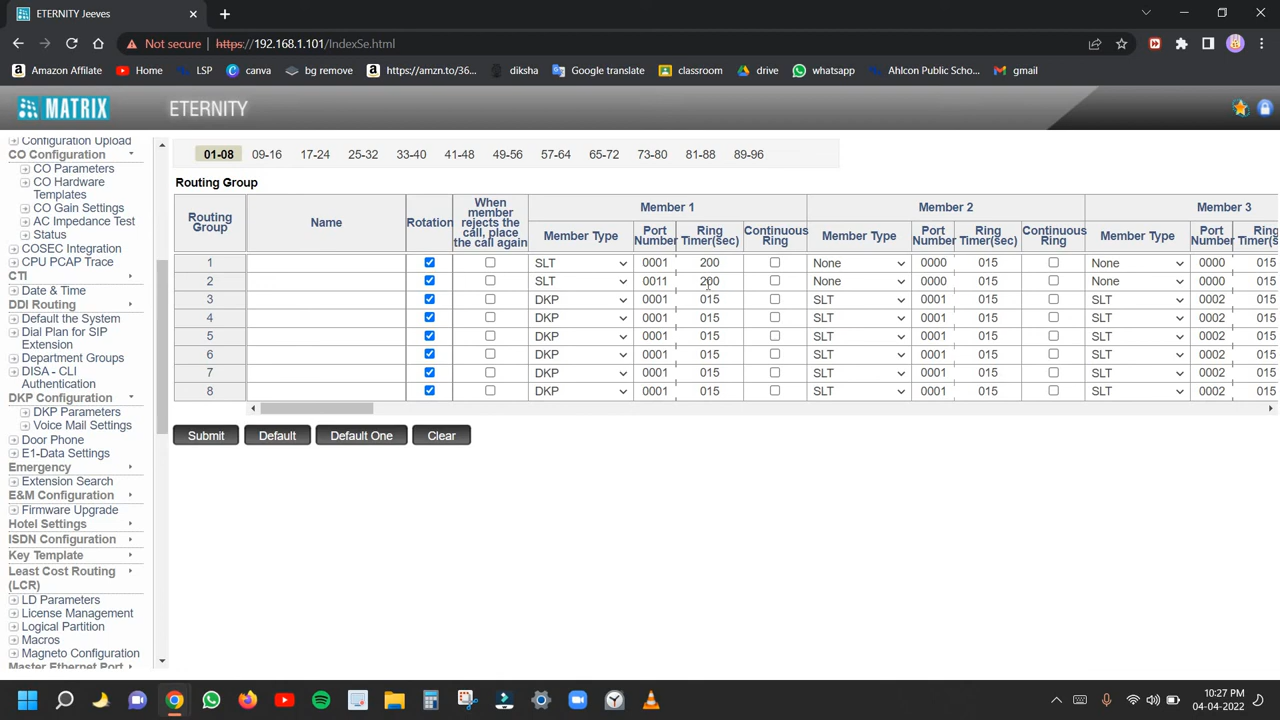 ETERNITY Jeeves
Not secure https://192.168.1.101/IndexSe.html
Amazon Affilate Home LSP canva bg remove https://amzn.to/36... diksha Google translate classroom drive whatsapp Ahlcon Public Scho... gmail
MATRIX ETERNITY
Configuration Upload
CO Configuration
CO Parameters
CO Hardware
Templates
CO Gain Settings
AC Impedance Test
Status
COSEC Integration
CPU PCAP Trace
CTI
Date & Time
DDI Routing
Default the System
Dial Plan for SIP
Extension
Department Groups
DISA - CLI
Authentication
DKP Configuration
DKP Parameters
Voice Mail Settings
Door Phone
E1-Data Settings
Emergency
Extension Search
E&M Configuration
Firmware Upgrade
Hotel Settings
ISDN Configuration
Key Template
Least Cost Routing
(LCR)
LD Parameters
License Management
Logical Partition
Macros
Magneto Configuration
Master Ethernet Port
01-08 09-16 17-24 25-32 33-40 41-48 49-56 57-64 65-72 73-80 81-88 89-96
Routing Group
Routing
Group
Name
Rotation
When
member
rejects the
call, place
the call again
Member 1 Member 2 Member 3
Member Type Port
Number Ring
Timer(sec) Continuous
Ring Member Type Port
Number Ring
Timer(sec) Continuous
Ring Member Type Port
Number Ring
Timer(s
1 SLT 0001 200 None 0000 015 None 0000 015
2 SLT 0011 200 None 0000 015 None 0000 015
3 DKP 0001 015 SLT 0001 015 SLT 0002 015
4 DKP 0001 015 SLT 0001 015 SLT 0002 015
5 DKP 0001 015 SLT 0001 015 SLT 0002 015
6 DKP 0001 015 SLT 0001 015 SLT 0002 015
7 DKP 0001 015 SLT 0001 015 SLT 0002 015
8 DKP 0001 015 SLT 0001 015 SLT 0002 015
Submit Default Default One Clear
10:27 PM
04-04-2022